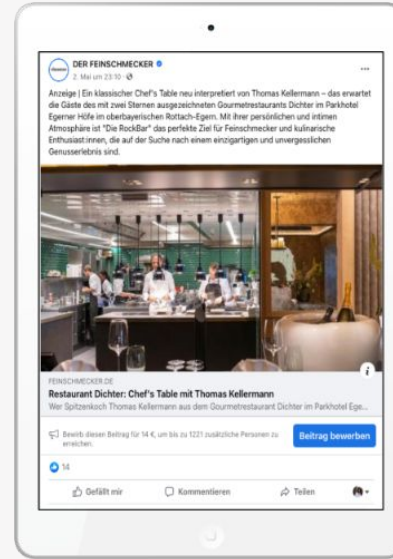 DER FEINSCHMECKER
2. Mai um 23:10 ·
Anzeige | Ein klassischer Chef's Table neu interpretiert von Thomas Kellermann – das erwartet
die Gäste des mit zwei Sternen ausgezeichneten Gourmetrestaurants Dichter im Parkhotel
Egerner Höfe im oberbayerischen Rottach-Egern. Mit ihrer persönlichen und intimen
Atmosphäre ist "Die RockBar" das perfekte Ziel für Feinschmecker und kulinarische
Enthusiast:innen, die auf der Suche nach einem einzigartigen und unvergesslichen
Genusserlebnis sind.
FEINSCHMECKER.DE
Restaurant Dichter: Chef's Table mit Thomas Kellermann
Wer Spitzenkoch Thomas Kellermann aus dem Gourmetrestaurant Dichter im Parkhotel Ege...
Bewirb diesen Beitrag für 14 €, um bis zu 1221 zusätzliche Personen zu
erreichen.
Beitrag bewerben
14
Gefällt mir Kommentieren Teilen